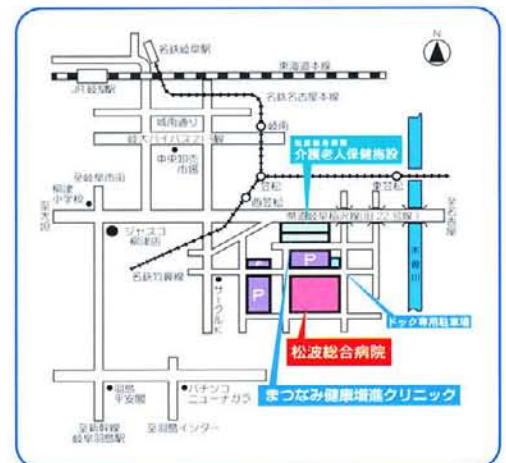 N
名鉄岐阜駅
東海道本線
JR岐阜駅
名鉄名古屋本線
城南通り
岐大バイパス21号線
岐南
中央卸売
市場
松波総合病院
介護老人保健施設
至岐阜市街
柳津
小学校
笠松
東笠松
西笠松
至大垣
県道岐阜稲沢線(旧22号線)
至名古屋
ジャスコ
柳津店
木曽川
名鉄竹鼻線
P
P
P
サークルK
ドック専用駐車場
松波総合病院
まつなみ健康増進クリニック
羽島
平安閣
パチンコ
ニューナガラ
至新幹線
岐阜羽島駅
至羽島インター